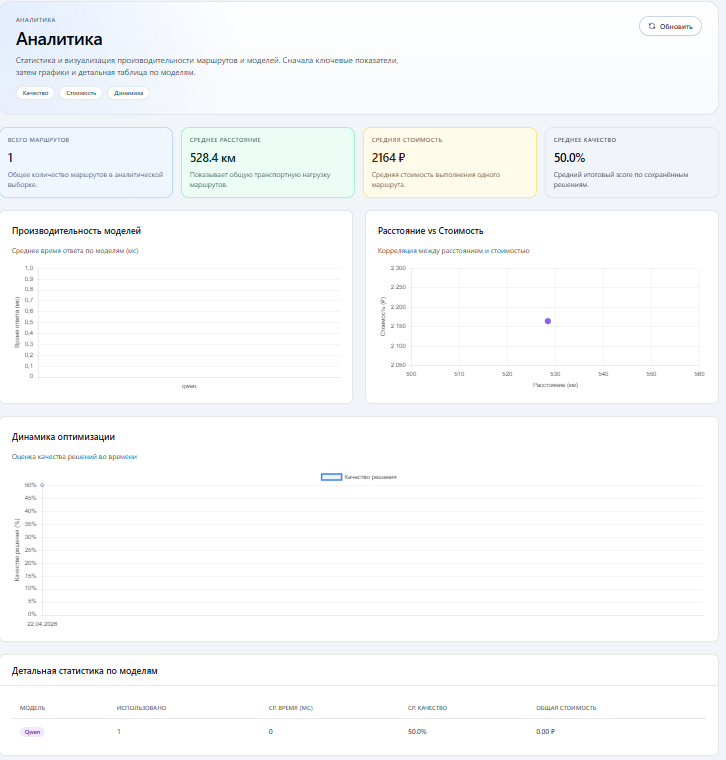 АНАЛИТИКА
Аналитика
Обновить
Статистика и визуализация производительности маршрутов и моделей. Сначала ключевые показатели,
затем графики и детальная таблица по моделям.
Качество
Стоимость
Динамика
ВСЕГО МАРШРУТОВ
1
Общее количество маршрутов в аналитической
выборке.
СРЕДНЕЕ РАССТОЯНИЕ
528.4 км
Показывает общую транспортную нагрузку
маршрутов.
СРЕДНЯЯ СТОИМОСТЬ
2164 ₽
Средняя стоимость выполнения одного
маршрута.
СРЕДНЕЕ КАЧЕСТВО
50.0%
Средний итоговый score по сохранённым
решениям.
Производительность моделей
Среднее время ответа по моделям (мс)
Время ответа (мс)
1,0
0,9
0,8
0,7
0,6
0,5
0,4
0,3
0,2
0,1
0
qwen
Расстояние vs Стоимость
Корреляция между расстоянием и стоимостью
Стоимость (₽)
2 300
2 250
2 200
2 150
2 100
2 050
500 510 520 530 540 550 560
Расстояние (км)
Динамика оптимизации
Оценка качества решений во времени
Качество решения
Качество решения (%)
50%
45%
40%
35%
30%
25%
20%
15%
10%
5%
0%
22.04.2026
Детальная статистика по моделям
МОДЕЛЬ ИСПОЛЬЗОВАНО СР. ВРЕМЯ (МС) СР. КАЧЕСТВО ОБЩАЯ СТОИМОСТЬ
Qwen 1 0 50.0% 0.00 ₽